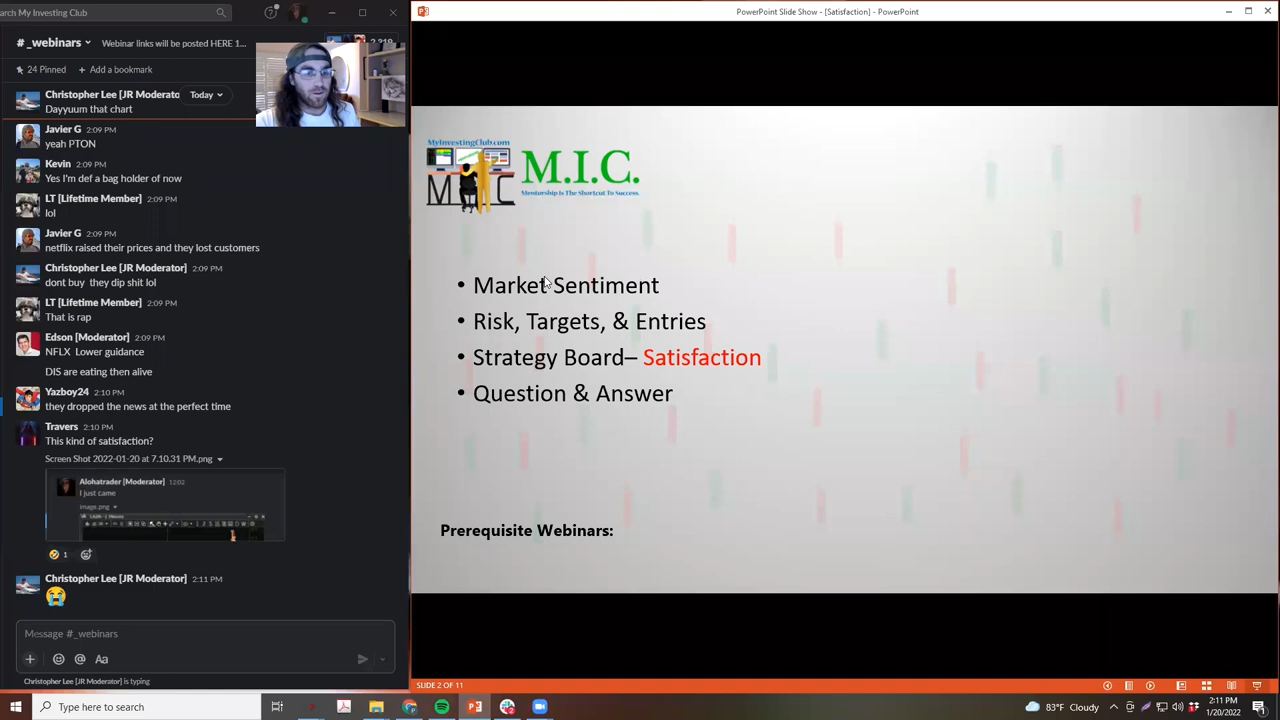 arch My Investing Club
# _webinars
Webinar links will be posted HERE 1...
24 Pinned
+ Add a bookmark
Christopher Lee [JR Moderato
Today
Dayyuum that chart
Javier G 2:09 PM
yeah PTON
Kevin 2:09 PM
Yes I'm def a bag holder of now
LT [Lifetime Member] 2:09 PM
lol
Javier G 2:09 PM
netflix raised their prices and they lost customers
Christopher Lee [JR Moderator] 2:09 PM
dont buy they dip shit lol
LT [Lifetime Member] 2:09 PM
That is rap
Edson [Moderator] 2:09 PM
NFLX Lower guidance
DIS are eating then alive
Yazboy24 2:10 PM
they dropped the news at the perfect time
Travers 2:10 PM
This kind of satisfaction?
Screen Shot 2022-01-20 at 7.10.31 PM.png
Alohatrader [Moderator] 12:02
I just came
image.png
1
Christopher Lee [JR Moderator] 2:11 PM
Message #_webinars
Aa
Christopher Lee [JR Moderator] is typing
PowerPoint Slide Show - [Satisfaction] - PowerPoint
MyInvestingClub.com
MIC
M.I.C.
Mentorship Is The Shortcut To Success.
• Market Sentiment
• Risk, Targets, & Entries
• Strategy Board– Satisfaction
• Question & Answer
Prerequisite Webinars:
SLIDE 2 OF 11
Type here to search
83°F Cloudy
2:11 PM
1/20/2022